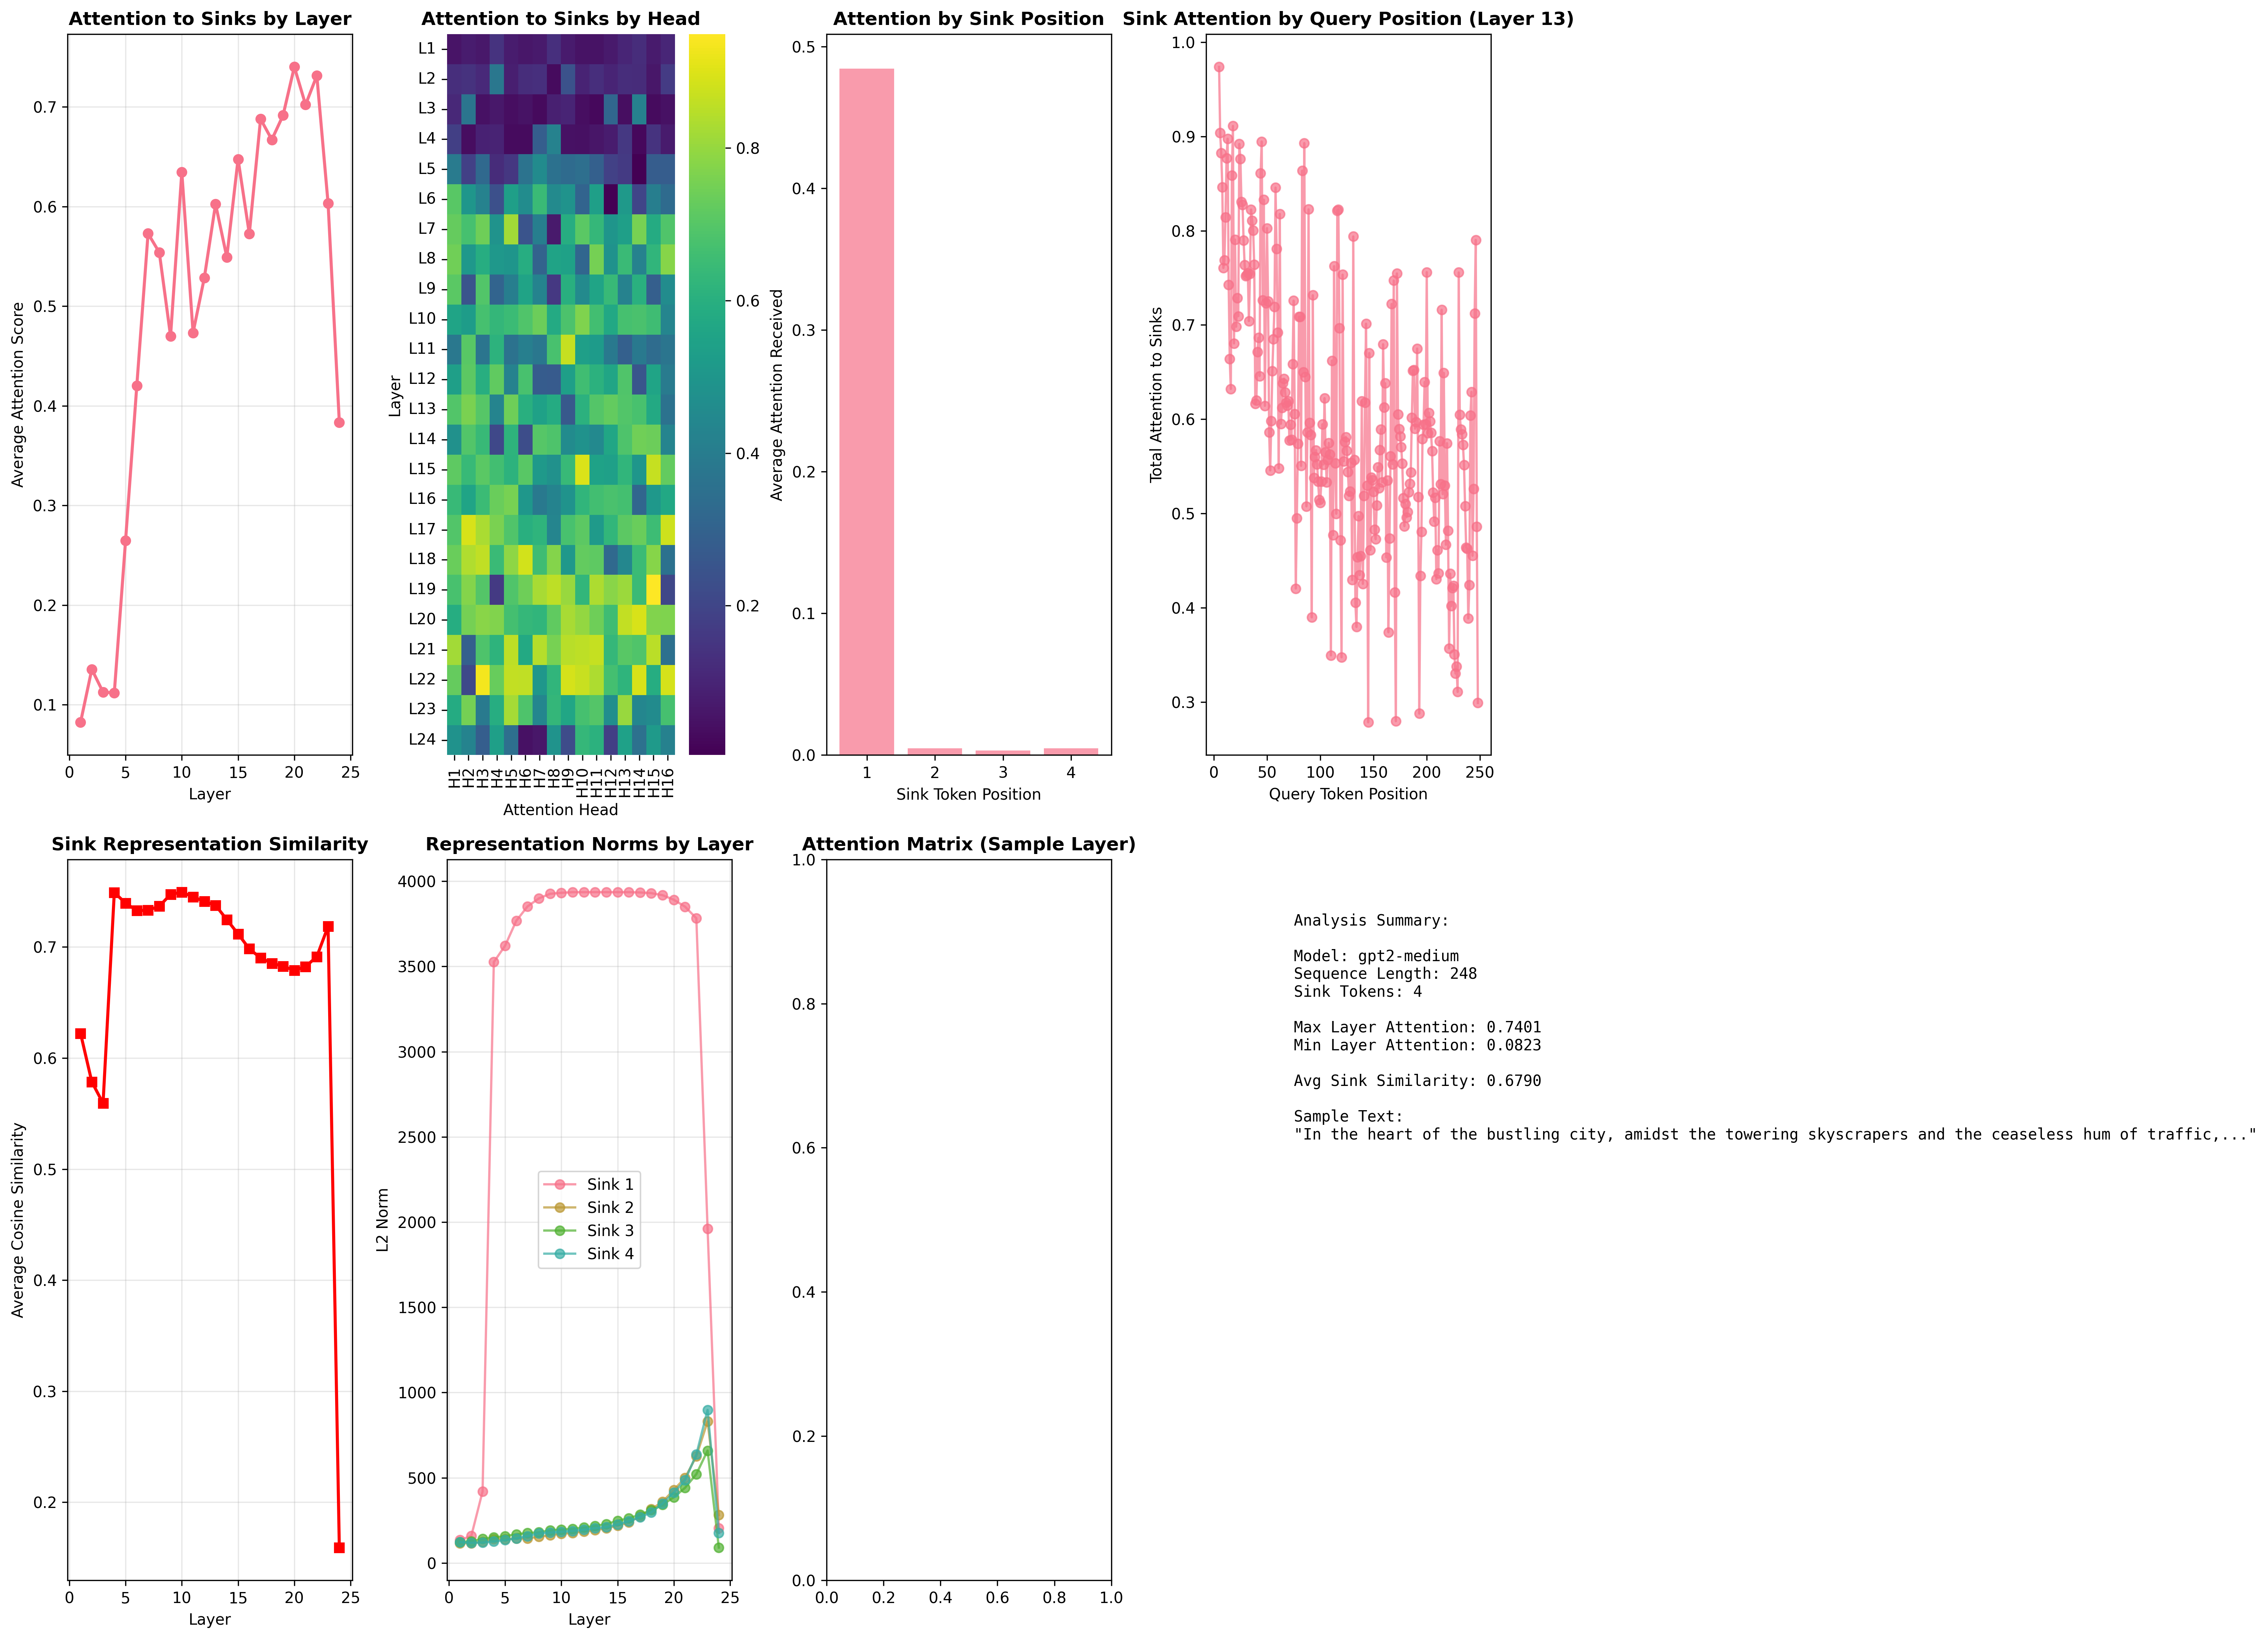 Attention to Sinks by Layer
Average Attention Score
0.7
0.6
0.5
0.4
0.3
0.2
0.1
0 5 10 15 20 25
Layer
Attention to Sinks by Head
Layer
L1
L2
L3
L4
L5
L6
L7
L8
L9
L10
L11
L12
L13
L14
L15
L16
L17
L18
L19
L20
L21
L22
L23
L24
H1 H2 H3 H4 H5 H6 H7 H8 H9 H10 H11 H12 H13 H14 H15 H16
Attention Head
0.8
0.6
0.4
0.2
Attention by Sink Position
Average Attention Received
0.5
0.4
0.3
0.2
0.1
0.0
1 2 3 4
Sink Token Position
Sink Attention by Query Position (Layer 13)
Total Attention to Sinks
1.0
0.9
0.8
0.7
0.6
0.5
0.4
0.3
0 50 100 150 200 250
Query Token Position
Sink Representation Similarity
Average Cosine Similarity
0.7
0.6
0.5
0.4
0.3
0.2
0 5 10 15 20 25
Layer
Representation Norms by Layer
L2 Norm
4000
3500
3000
2500
2000
1500
1000
500
0
Sink 1
Sink 2
Sink 3
Sink 4
0 5 10 15 20 25
Layer
Attention Matrix (Sample Layer)
1.0
0.8
0.6
0.4
0.2
0.0
0.0 0.2 0.4 0.6 0.8 1.0
Analysis Summary:
Model: gpt2-medium
Sequence Length: 248
Sink Tokens: 4
Max Layer Attention: 0.7401
Min Layer Attention: 0.0823
Avg Sink Similarity: 0.6790
Sample Text:
"In the heart of the bustling city, amidst the towering skyscrapers and the ceaseless hum of traffic,..."